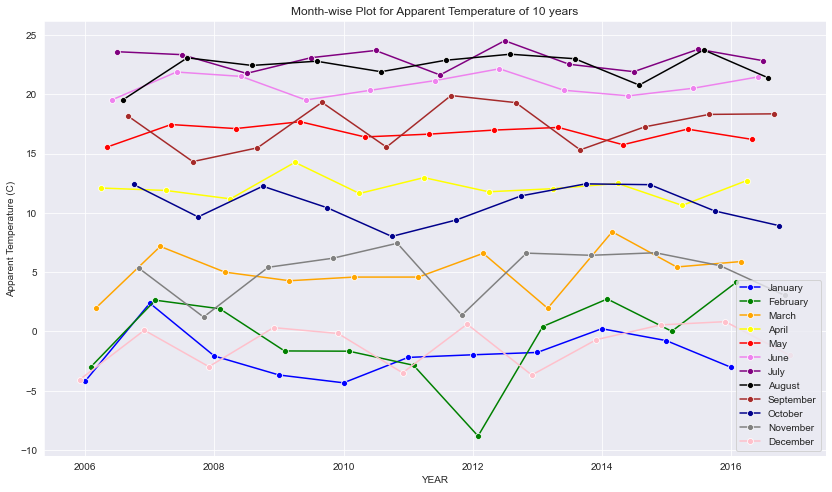 Month-wise Plot for Apparent Temperature of 10 years
Apparent Temperature (C)
25
20
15
10
5
0
−5
−10
2006
2008
2010
2012
2014
2016
YEAR
January
February
March
April
May
June
July
August
September
October
November
December